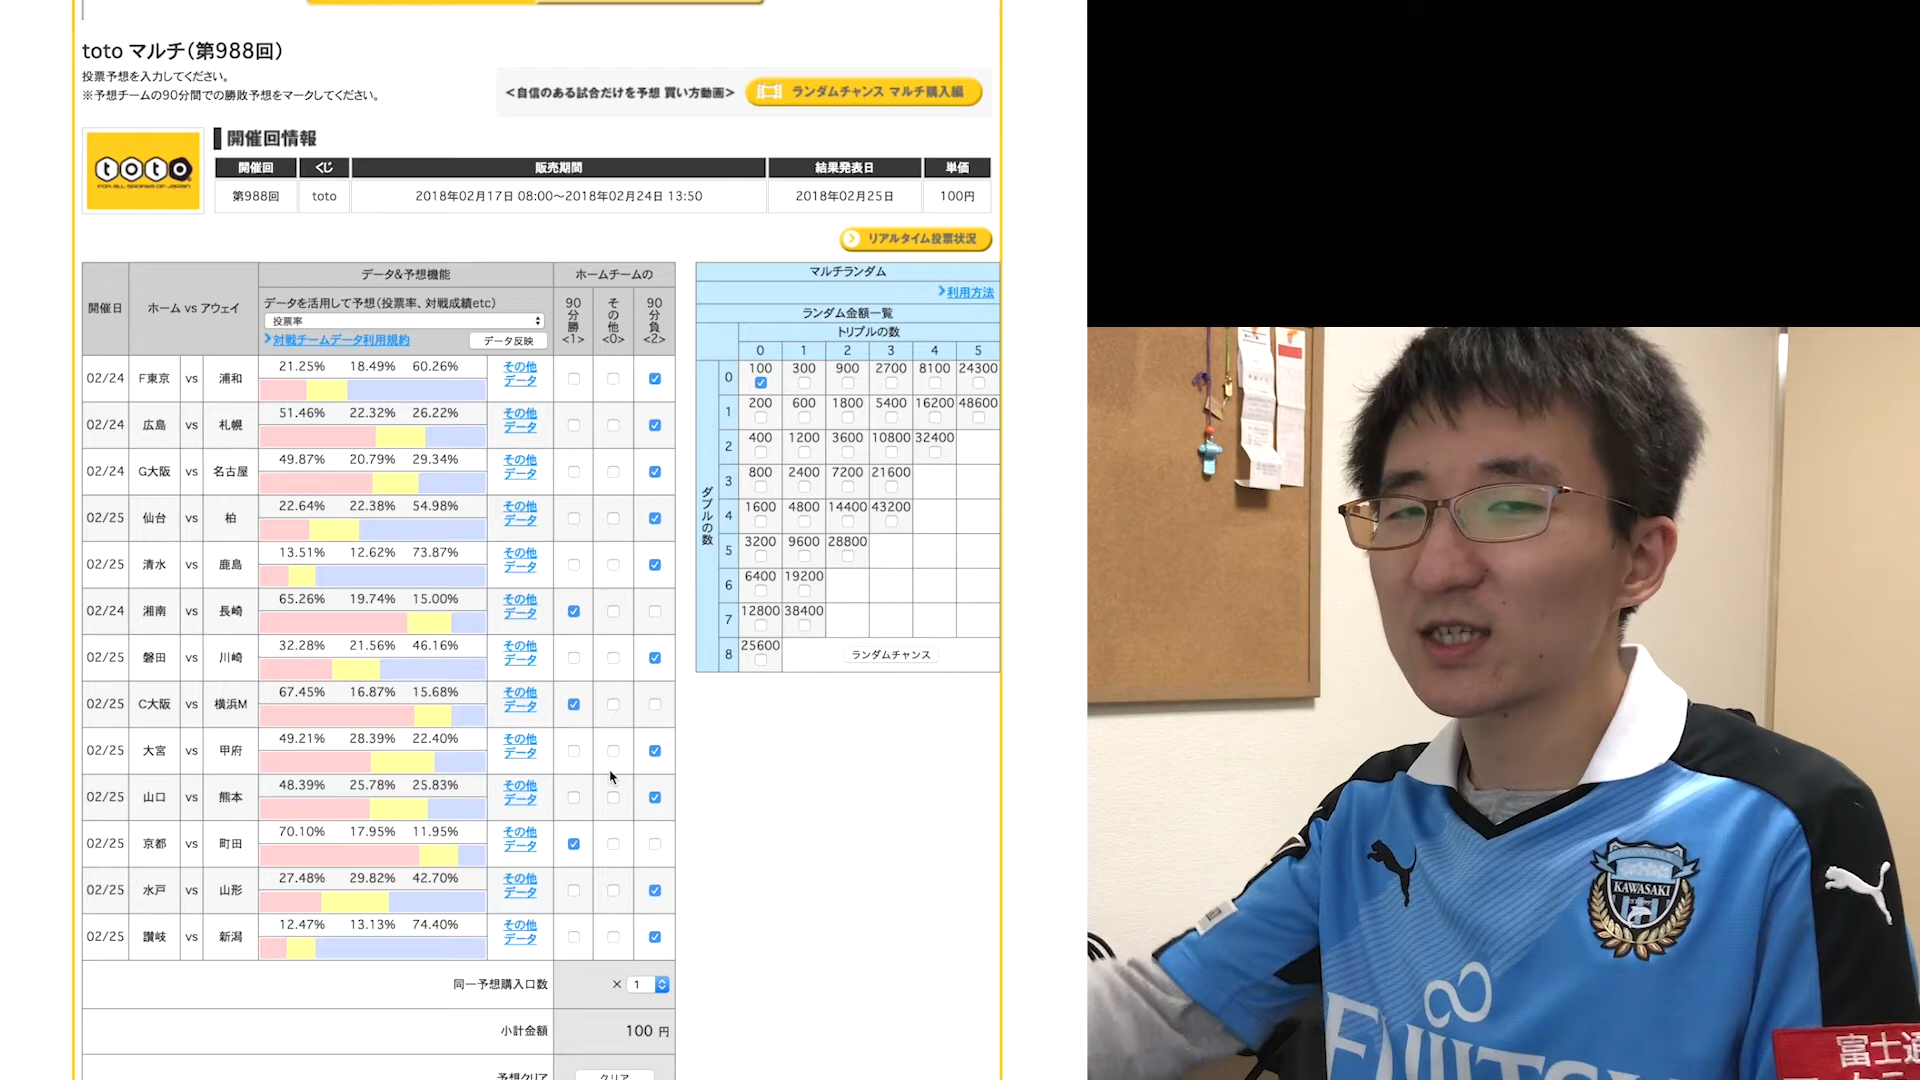 toto マルチ(第988回)
投票予想を入力してください。
※予想チームの90分間での勝敗予想をマークしてください。
<自信のある試合だけを予想 買い方動画>
ランダムチャンス マルチ購入編
toto
FOR ALL SPORTS OF JAPAN
開催回情報
開催回 くじ 販売期間 結果発表日 単価
第988回 toto 2018年02月17日 08:00～2018年02月24日 13:50 2018年02月25日 100円
リアルタイム投票状況
開催日 ホーム vs アウェイ データ&予想機能 ホームチームの
データを活用して予想(投票率、対戦成績etc)
投票率
対戦チームデータ利用規約 データ反映
90分勝<1> その他<0> 90分負<2>
02/24 F東京 vs 浦和 21.25% 18.49% 60.26% その他データ
02/24 広島 vs 札幌 51.46% 22.32% 26.22% その他データ
02/24 G大阪 vs 名古屋 49.87% 20.79% 29.34% その他データ
02/25 仙台 vs 柏 22.64% 22.38% 54.98% その他データ
02/25 清水 vs 鹿島 13.51% 12.62% 73.87% その他データ
02/24 湘南 vs 長崎 65.26% 19.74% 15.00% その他データ
02/25 磐田 vs 川崎 32.28% 21.56% 46.16% その他データ
02/25 C大阪 vs 横浜M 67.45% 16.87% 15.68% その他データ
02/25 大宮 vs 甲府 49.21% 28.39% 22.40% その他データ
02/25 山口 vs 熊本 48.39% 25.78% 25.83% その他データ
02/25 京都 vs 町田 70.10% 17.95% 11.95% その他データ
02/25 水戸 vs 山形 27.48% 29.82% 42.70% その他データ
02/25 讃岐 vs 新潟 12.47% 13.13% 74.40% その他データ
同一予想購入口数 × 1
小計金額 100 円
予想クリア クリア
マルチランダム
利用方法
ランダム金額一覧
トリプルの数
0 1 2 3 4 5
ダブルの数
0 100 300 900 2700 8100 24300
1 200 600 1800 5400 16200 48600
2 400 1200 3600 10800 32400
3 800 2400 7200 21600
4 1600 4800 14400 43200
5 3200 9600 28800
6 6400 19200
7 12800 38400
8 25600 ランダムチャンス
KAWASAKI
FUJITSU
富士通